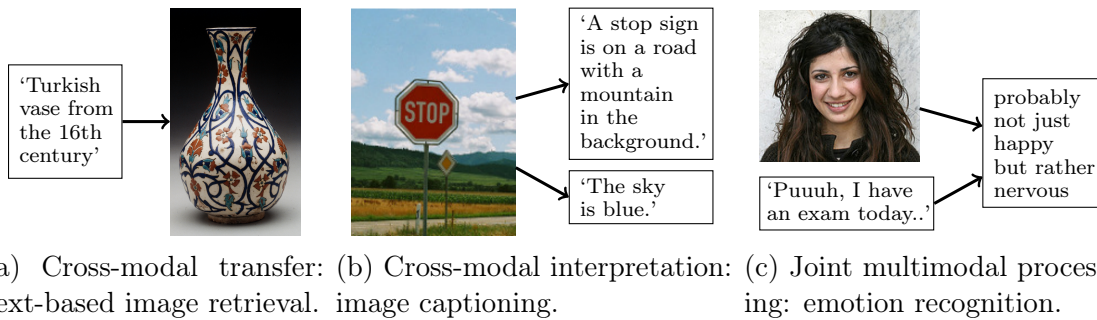 ‘Turkish
vase from
the 16th
century’
STOP
‘A stop sign
is on a road
with a
mountain
in the
background.’
‘The sky
is blue.’
‘Puuuh, I have
an exam today..’
probably
not just
happy
but rather
nervous
a) Cross-modal transfer:
ext-based image retrieval.
(b) Cross-modal interpretation:
image captioning.
(c) Joint multimodal proces
ing: emotion recognition.